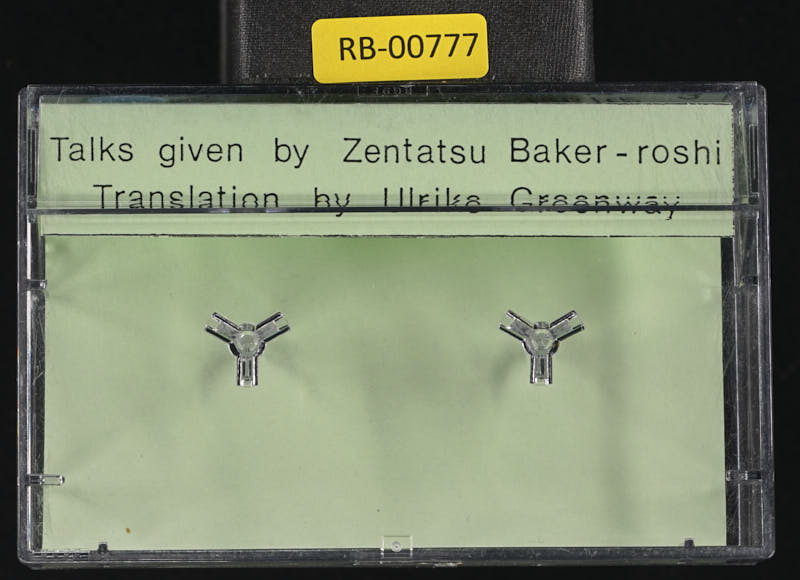 RB-00777
Talks given by Zentatsu Baker-roshi
Translation by Ulrike Greenway